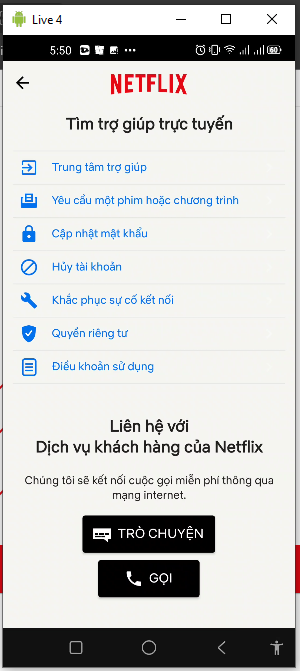 Live 4
5:50
60
NETFLIX
Tìm trợ giúp trực tuyến
Trung tâm trợ giúp
Yêu cầu một phim hoặc chương trình
Cập nhật mật khẩu
Hủy tài khoản
Khắc phục sự cố kết nối
Quyền riêng tư
Điều khoản sử dụng
Liên hệ với
Dịch vụ khách hàng của Netflix
Chúng tôi sẽ kết nối cuộc gọi miễn phí thông qua
mạng internet.
TRÒ CHUYỆN
GỌI